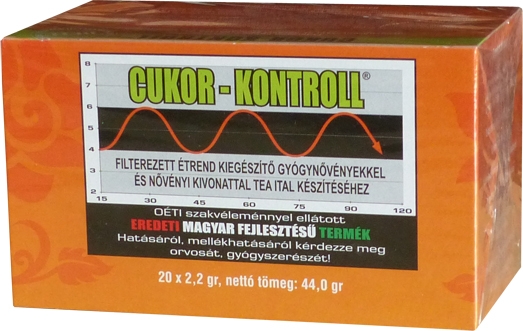 CUKOR - KONTROLL®
8
7
6
5
4
3
2
FILTEREZETT ÉTREND KIEGÉSZÍTŐ GYÓGYNÖVÉNYEKKEL
ÉS NÖVÉNYI KIVONATTAL TEA ITAL KÉSZÍTÉSÉHEZ
15 30 45 60 75 90 120
OÉTI szakvéleménnyel ellátott
EREDETI MAGYAR FEJLESZTÉSŰ TERMÉK
Hatásáról, mellékhatásáról kérdezze meg
orvosát, gyógyszerészét!
20 x 2,2 gr, nettó tömeg: 44,0 gr